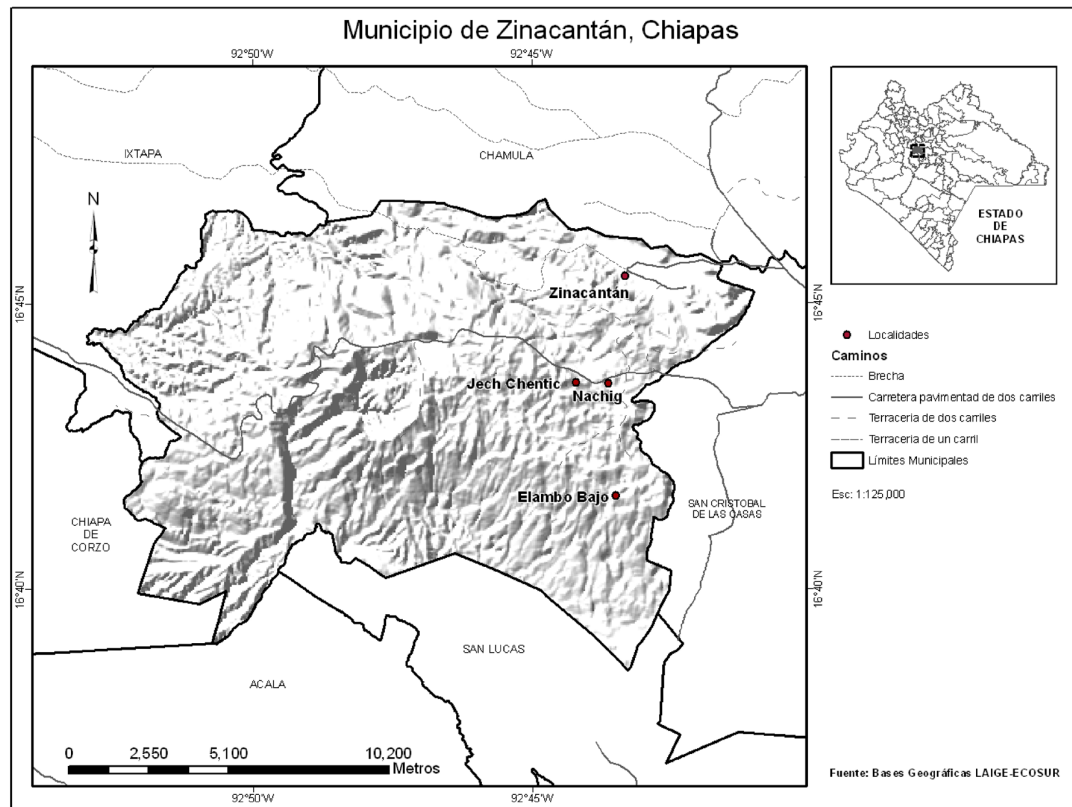 Municipio de Zinacantán, Chiapas
92°50'W
92°45'W
IXTAPA
CHAMULA
N
16°45'N
16°45'N
Zinacantán
Jech Chentic
Nachig
Elambo Bajo
SAN CRISTOBAL
DE LAS CASAS
CHIAPA
DE
CORZO
16°40'N
16°40'N
SAN LUCAS
ACALA
0 2,550 5,100 10,200
Metros
92°50'W
92°45'W
ESTADO
DE
CHIAPAS
Localidades
Caminos
Brecha
Carretera pavimentad de dos carriles
Terraceria de dos carriles
Terraceria de un carril
Límites Municipales
Esc: 1:125,000
Fuente: Bases Geográficas LAIGE-ECOSUR